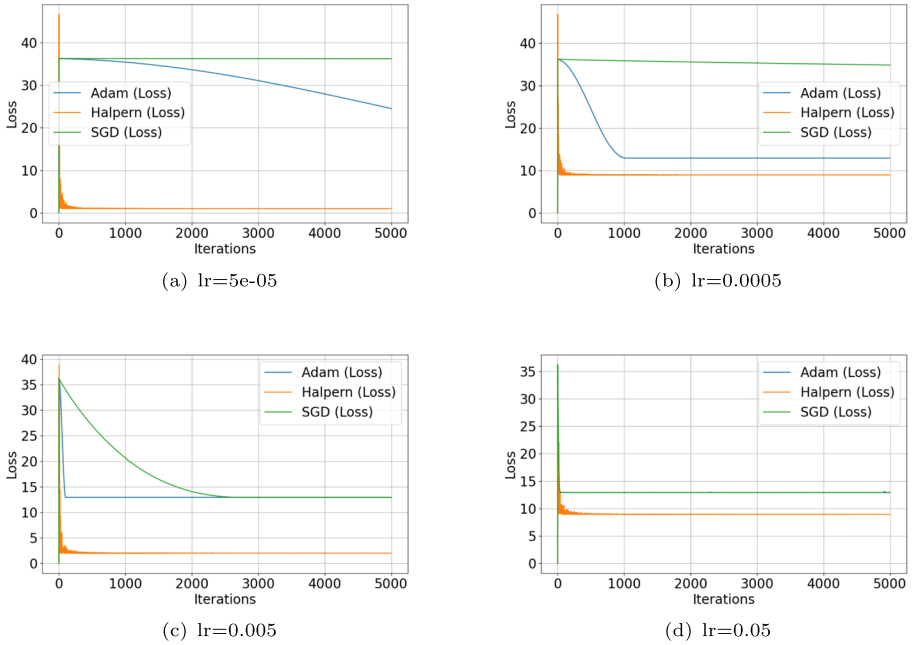 40
30
20
10
0
Loss
Adam (Loss)
Halpern (Loss)
SGD (Loss)
0 1000 2000 3000 4000 5000
Iterations
(a) lr=5e-05
40
30
20
10
0
Loss
Adam (Loss)
Halpern (Loss)
SGD (Loss)
0 1000 2000 3000 4000 5000
Iterations
(b) lr=0.0005
40
35
30
25
20
15
10
5
0
Loss
Adam (Loss)
Halpern (Loss)
SGD (Loss)
0 1000 2000 3000 4000 5000
Iterations
(c) lr=0.005
35
30
25
20
15
10
5
0
Loss
Adam (Loss)
Halpern (Loss)
SGD (Loss)
0 1000 2000 3000 4000 5000
Iterations
(d) lr=0.05